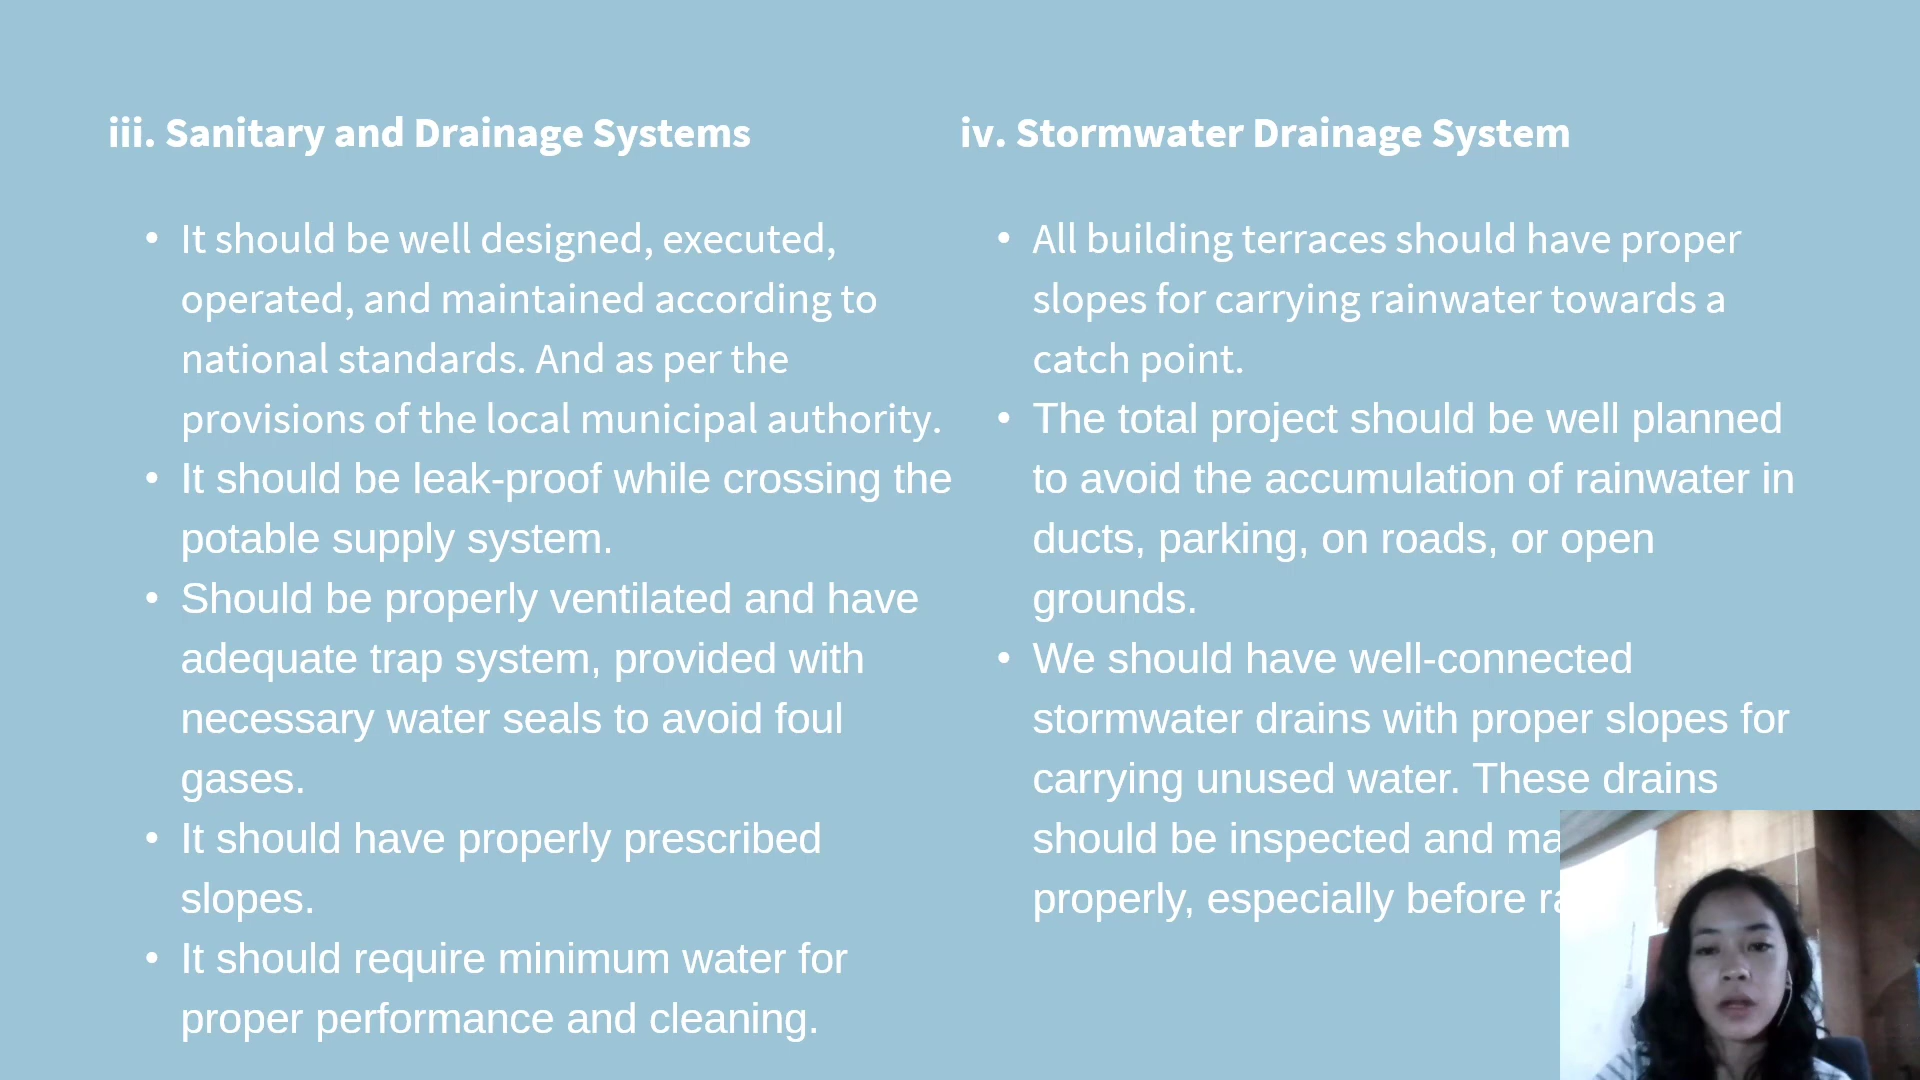 iii. Sanitary and Drainage Systems
• It should be well designed, executed,
operated, and maintained according to
national standards. And as per the
provisions of the local municipal authority.
• It should be leak-proof while crossing the
potable supply system.
• Should be properly ventilated and have
adequate trap system, provided with
necessary water seals to avoid foul
gases.
• It should have properly prescribed
slopes.
• It should require minimum water for
proper performance and cleaning.
iv. Stormwater Drainage System
• All building terraces should have proper
slopes for carrying rainwater towards a
catch point.
• The total project should be well planned
to avoid the accumulation of rainwater in
ducts, parking, on roads, or open
grounds.
• We should have well-connected
stormwater drains with proper slopes for
carrying unused water. These drains
should be inspected and
properly, especially before